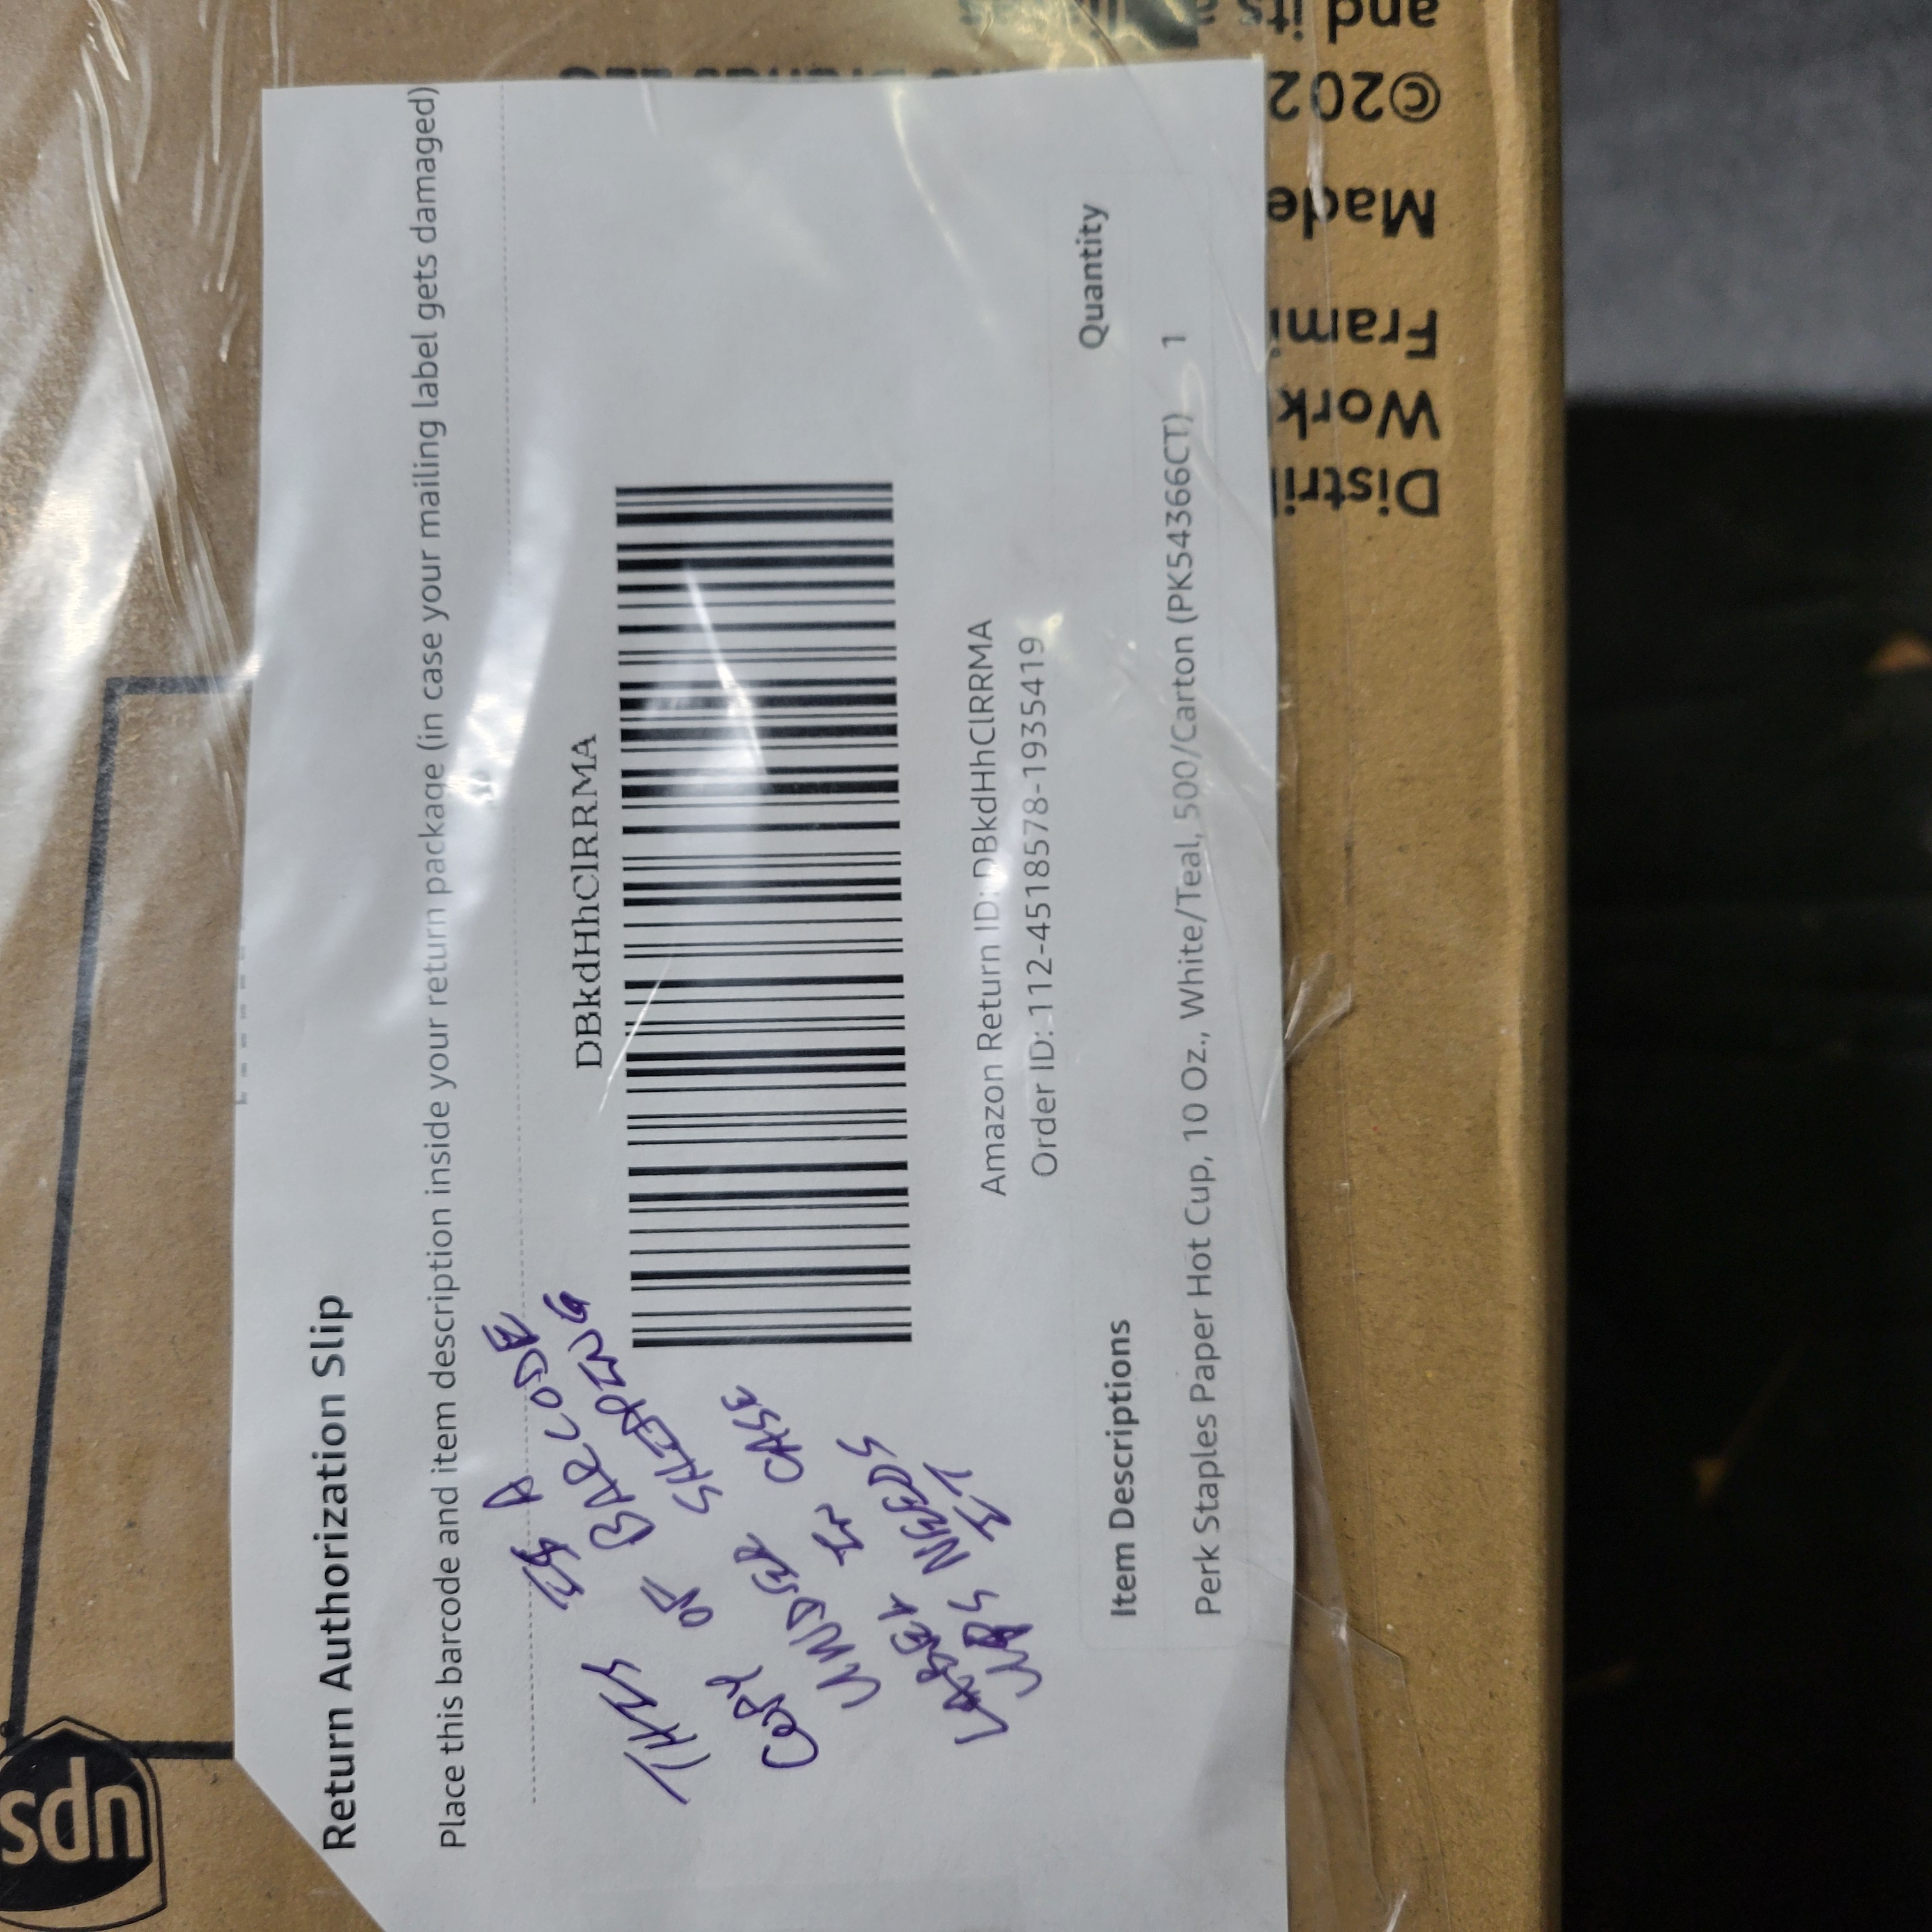 Return Authorization Slip
Place this barcode and item description inside your return package (in case your mailing label gets damaged)
DBkdHhClRRMA
THIS IS A
COPY OF BARCODE
UNDER SHIPPING
LABEL IN CASE
UPS NEEDS
IT
Amazon Return ID: DBkdHhClRRMA
Order ID: 112-4518578-1935419
Item Descriptions Quantity
Perk Staples Paper Hot Cup, 10 Oz., White/Teal, 500/Carton (PK54366CT) 1
ups
Distri
Work
Frami
Made
©202
and its